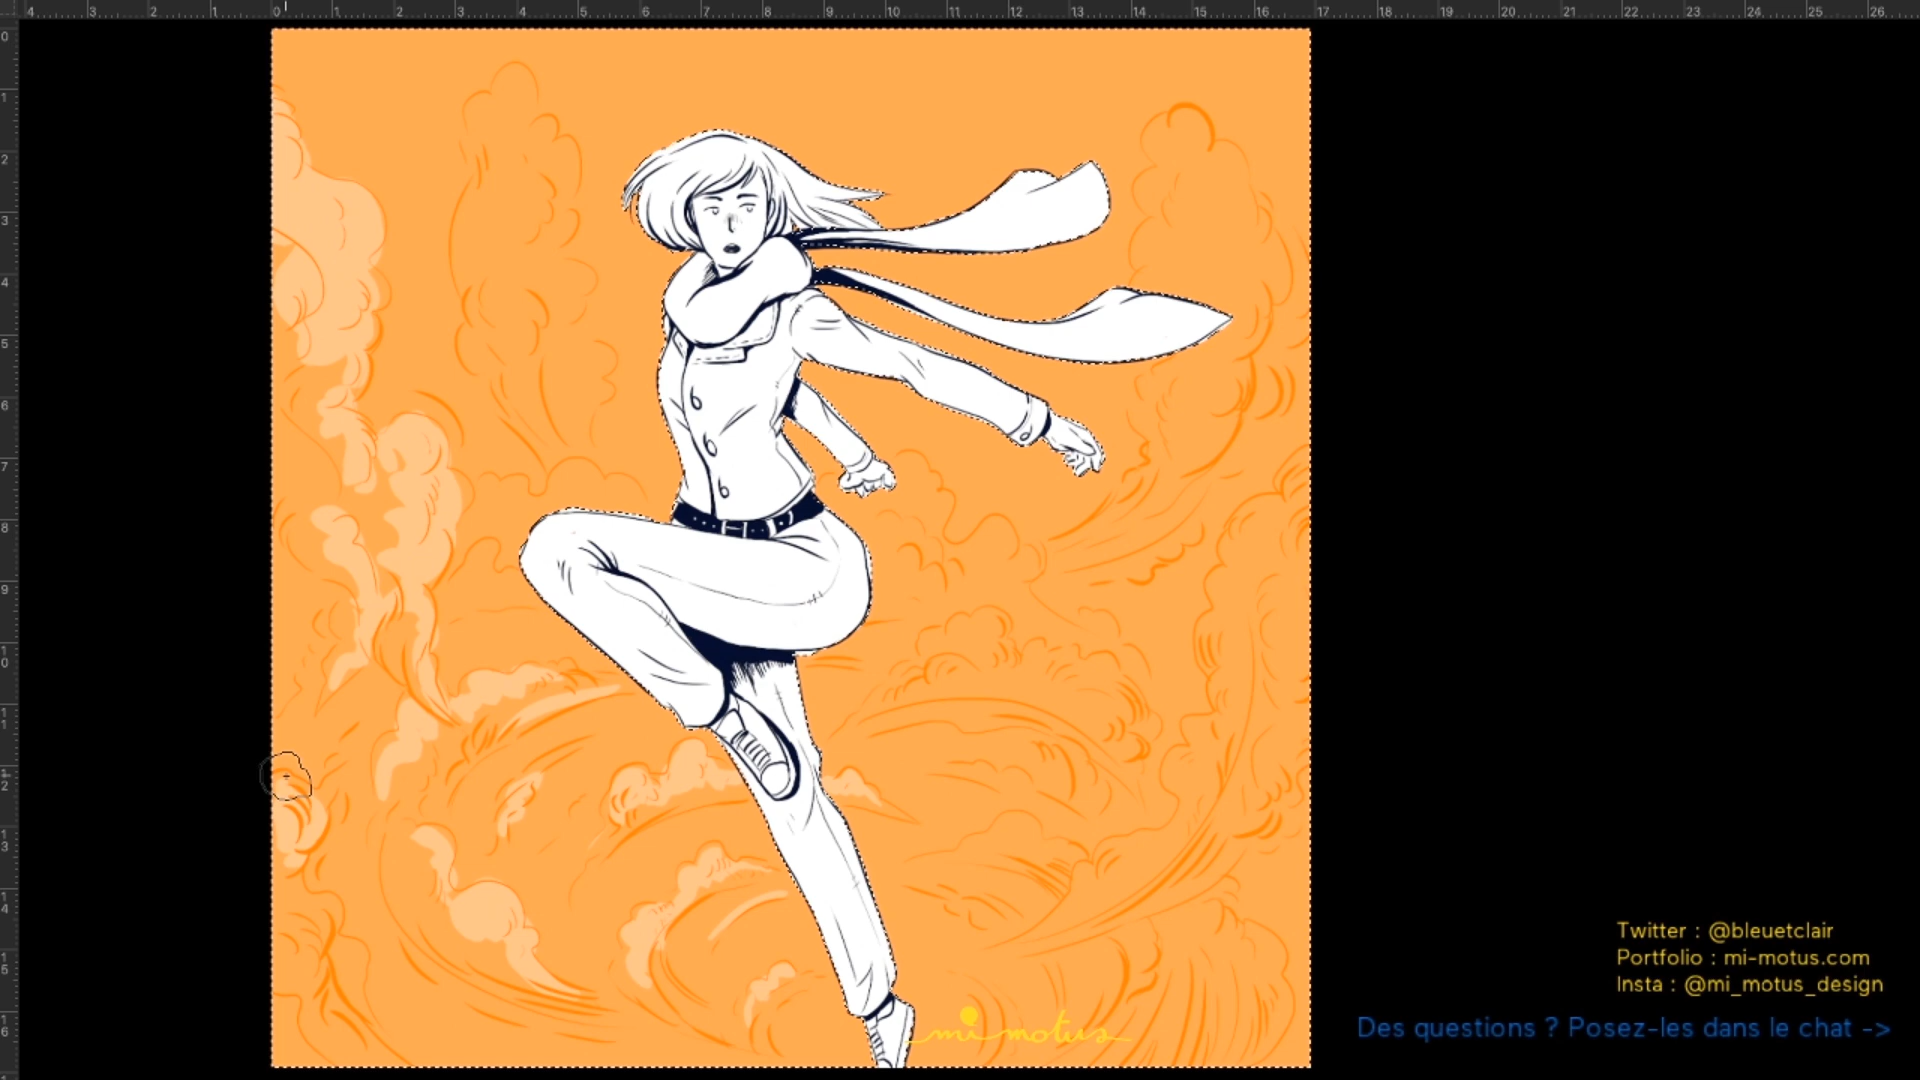 mi motus
Twitter : @bleuetclair
Portfolio : mi-motus.com
Insta : @mi_motus_design
Des questions ? Posez-les dans le chat ->